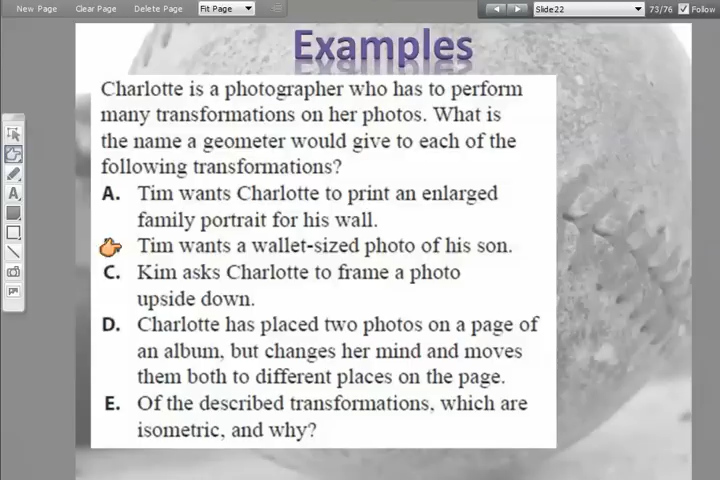 New Page Clear Page Delete Page Fit Page Slide22 73/76 Follow
Examples
Charlotte is a photographer who has to perform
many transformations on her photos. What is
the name a geometer would give to each of the
following transformations?
A. Tim wants Charlotte to print an enlarged
family portrait for his wall.
Tim wants a wallet-sized photo of his son.
C. Kim asks Charlotte to frame a photo
upside down.
D. Charlotte has placed two photos on a page of
an album, but changes her mind and moves
them both to different places on the page.
E. Of the described transformations, which are
isometric, and why?
A